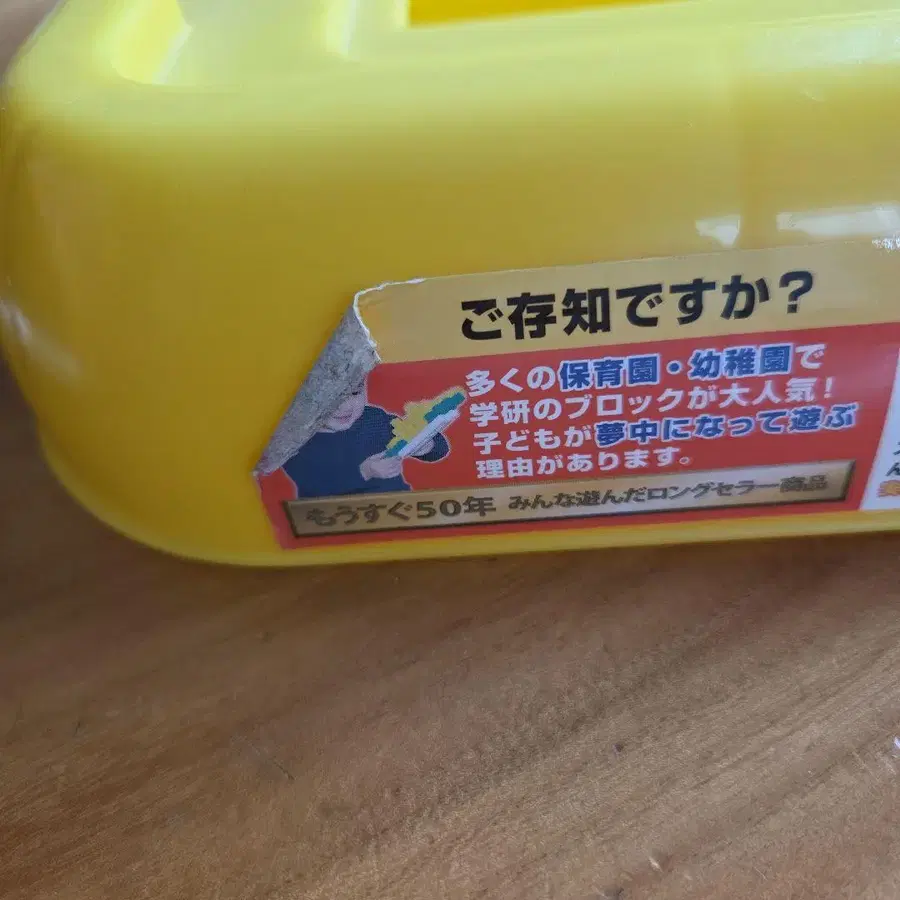 ご存知ですか？
多くの保育園・幼稚園で
学研のブロックが大人気！
子どもが夢中になって遊ぶ
理由があります。
もうすぐ50年 みんな遊んだロングセラー商品